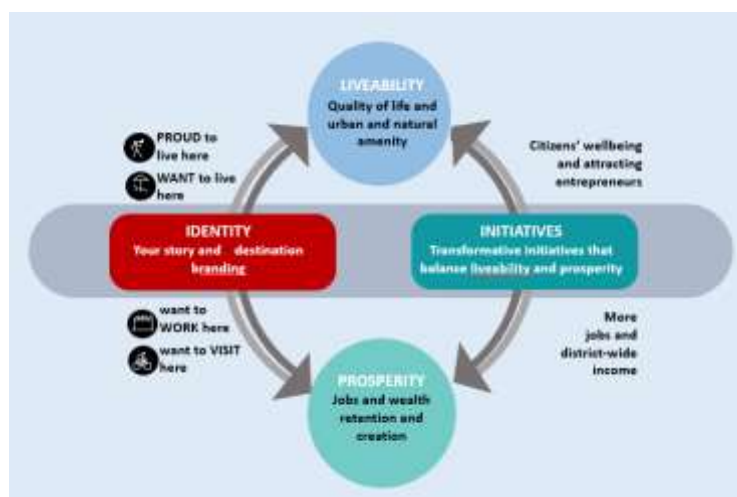 LIVEABILITY
Quality of life and
urban and natural
amenity
PROUD to
live here
WANT to live
here
Citizens' wellbeing
and attracting
entrepreneurs
IDENTITY
Your story and destination
branding
INITIATIVES
Transformative initiatives that
balance liveability and prosperity
want to
WORK here
want to VISIT
here
More
jobs and
district-wide
income
PROSPERITY
Jobs and wealth
retention and
creation